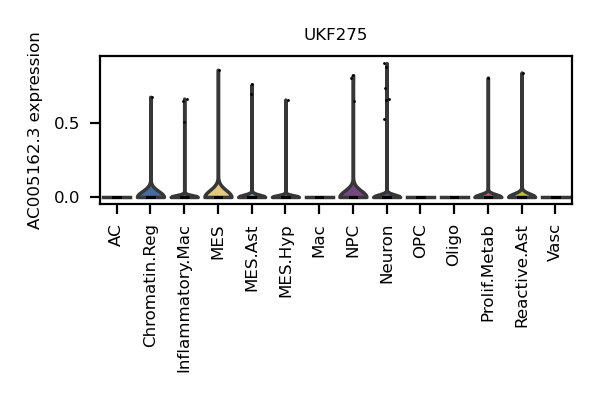 UKF275
AC005162.3 expression
0.5
0.0
AC
Chromatin.Reg
Inflammatory.Mac
MES
MES.Ast
MES.Hyp
Mac
NPC
Neuron
OPC
Oligo
Prolif.Metab
Reactive.Ast
Vasc